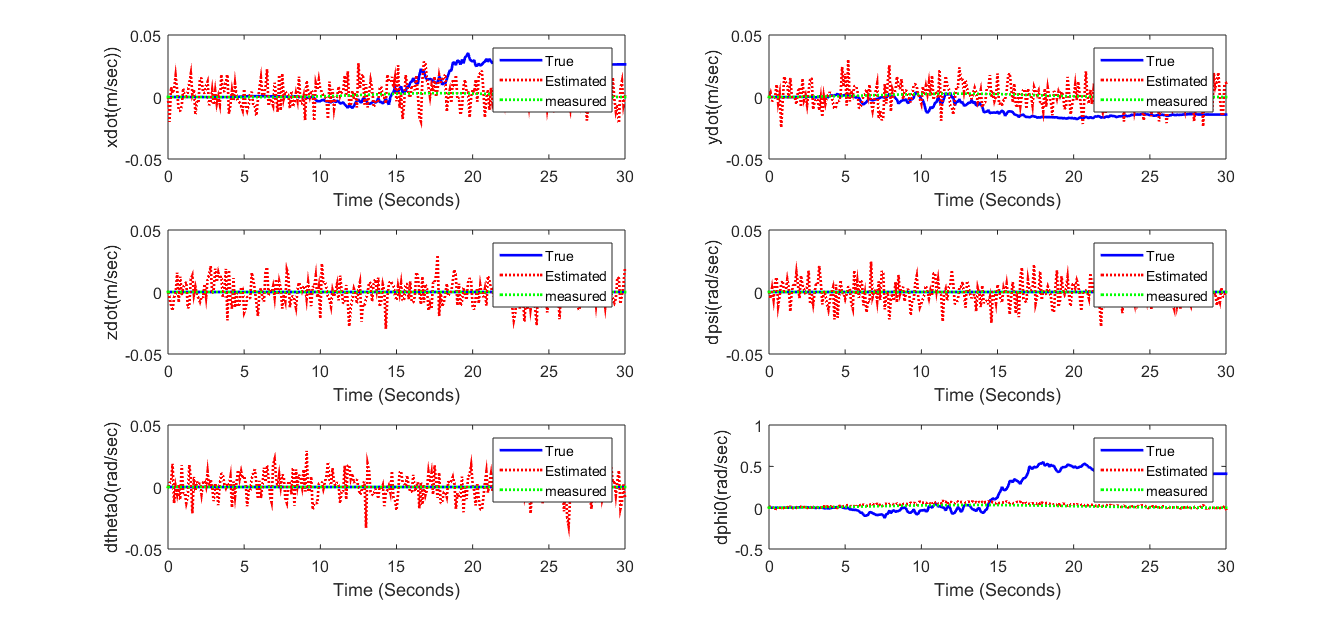 xdot(m/sec))
0.05
0
-0.05
0 5 10 15 20 25 30
Time (Seconds)
True
Estimated
measured
ydot(m/sec)
0.05
0
-0.05
0 5 10 15 20 25 30
Time (Seconds)
True
Estimated
measured
zdot(m/sec)
0.05
0
-0.05
0 5 10 15 20 25 30
Time (Seconds)
True
Estimated
measured
dpsi(rad/sec)
0.05
0
-0.05
0 5 10 15 20 25 30
Time (Seconds)
True
Estimated
measured
dtheta0(rad/sec)
0.05
0
-0.05
0 5 10 15 20 25 30
Time (Seconds)
True
Estimated
measured
dphi0(rad/sec)
1
0.5
0
-0.5
0 5 10 15 20 25 30
Time (Seconds)
True
Estimated
measured